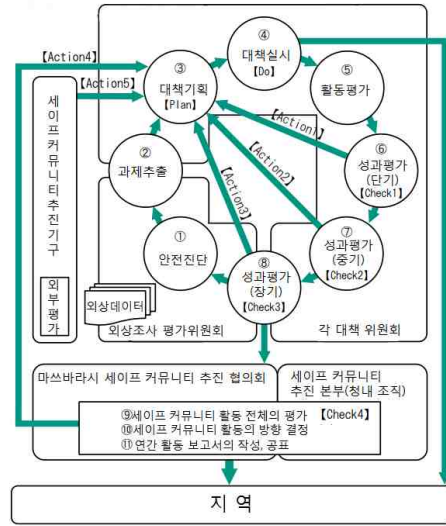 【Action4】
【Action5】
세이프커뮤니티추진기구
외부평가
④
대책실시
【Do】
③
대책기획
【Plan】
⑤
활동평가
【Action1】
⑥
성과평가
(단기)
【Check1】
【Action2】
②
과제추출
【Action3】
⑦
성과평가
(중기)
【Check2】
①
안전진단
⑧
성과평가
(장기)
【Check3】
외상데이터
외상조사 평가위원회
각 대책 위원회
마쓰바라시 세이프 커뮤니티 추진 협의회
세이프 커뮤니티
추진 본부(청내 조직)
⑨세이프 커뮤니티 활동 전체의 평가 【Check4】
⑩세이프 커뮤니티 활동의 방향 결정
⑪연간 활동 보고서의 작성, 공표
지 역